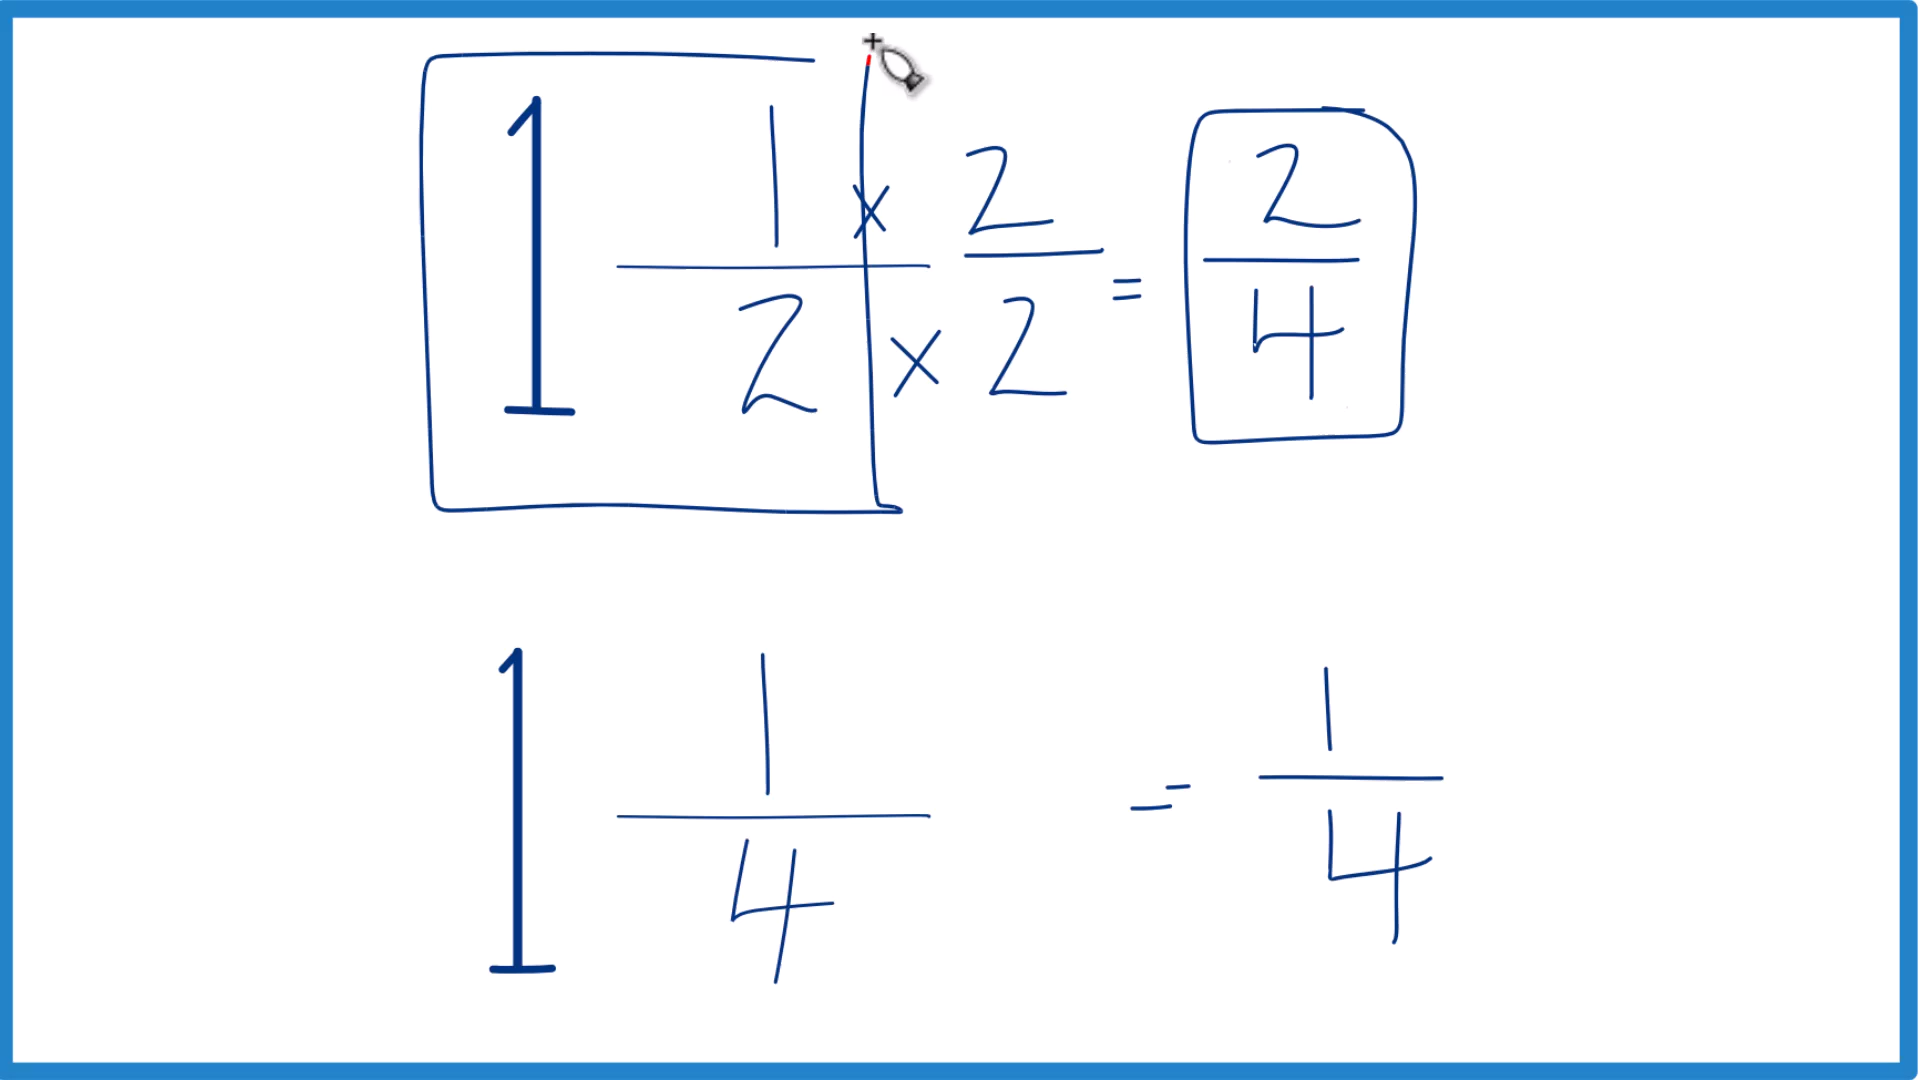 1 1/2 × 2/2 = 2/4
1 1/4 = 1/4